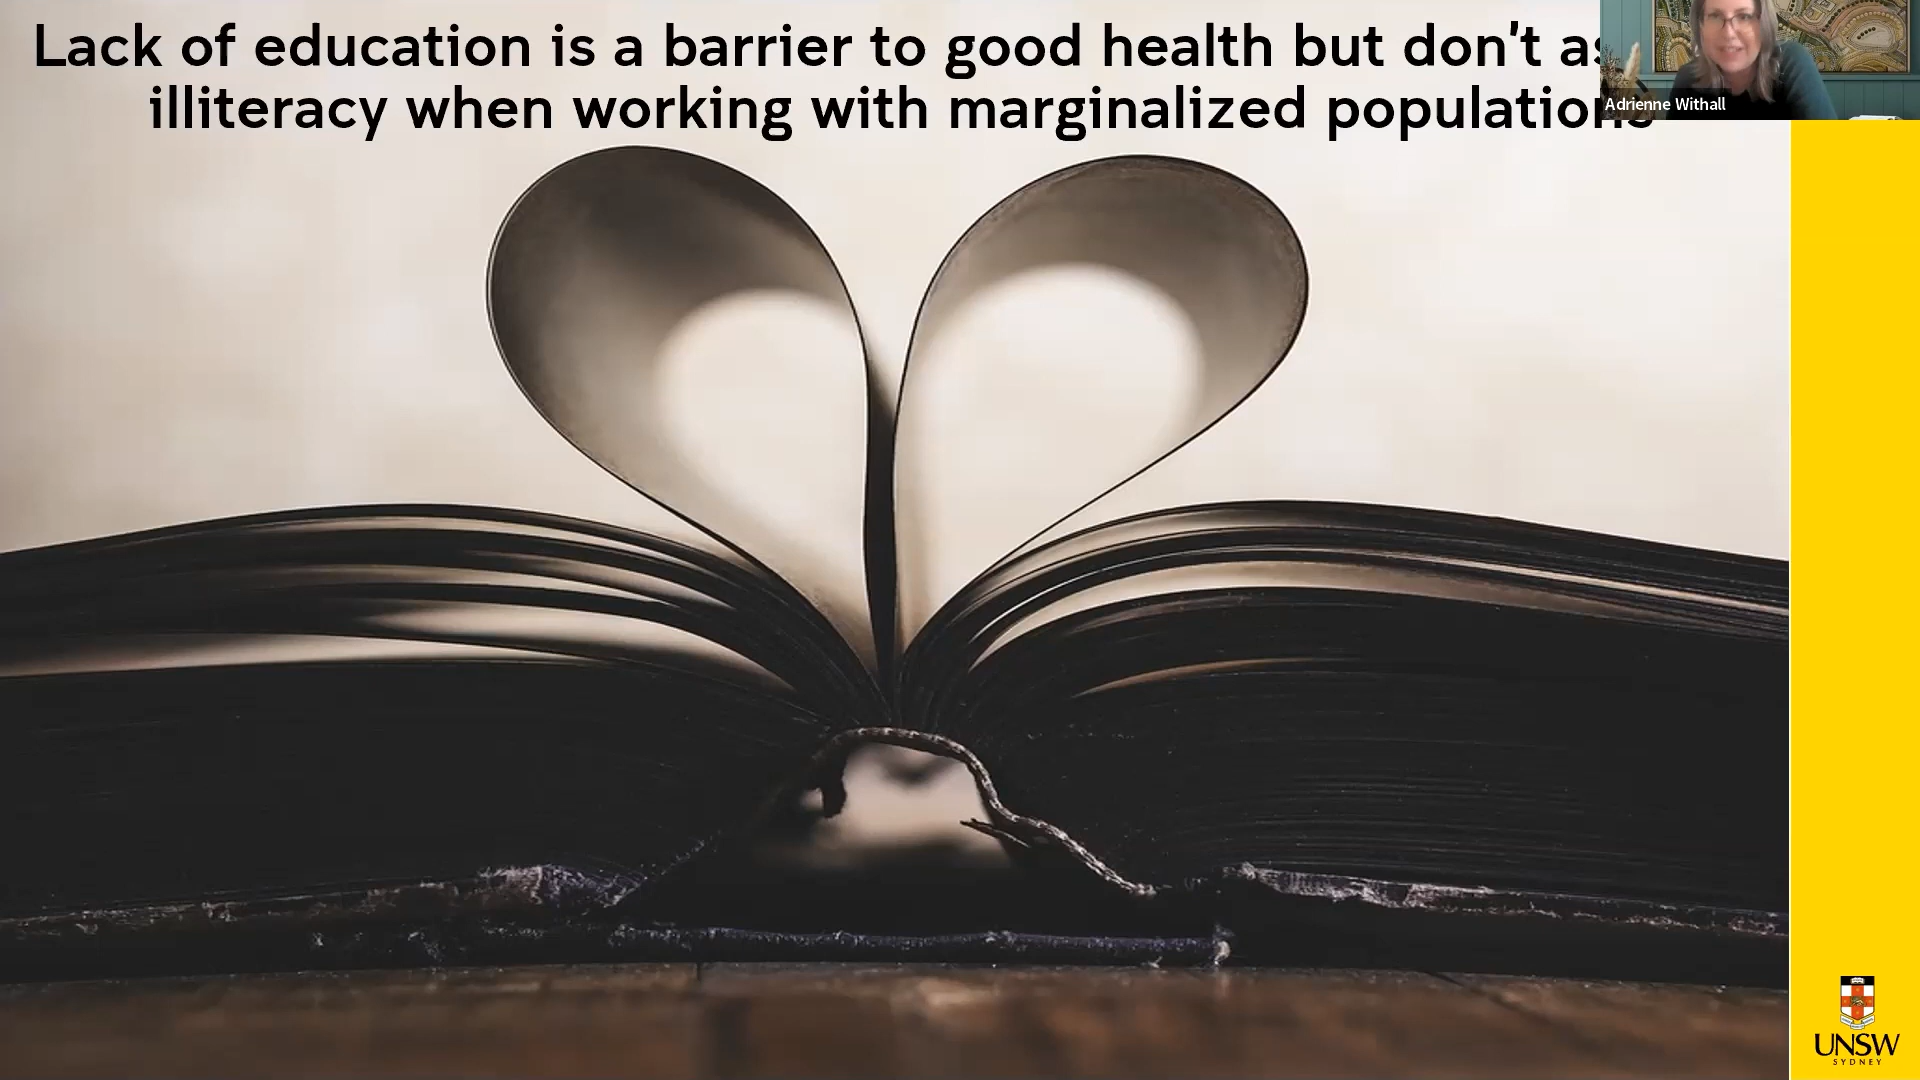 Lack of education is a barrier to good health but don't
illiteracy when working with marginalized populations
Adrienne Withall
UNSW
SYDNEY